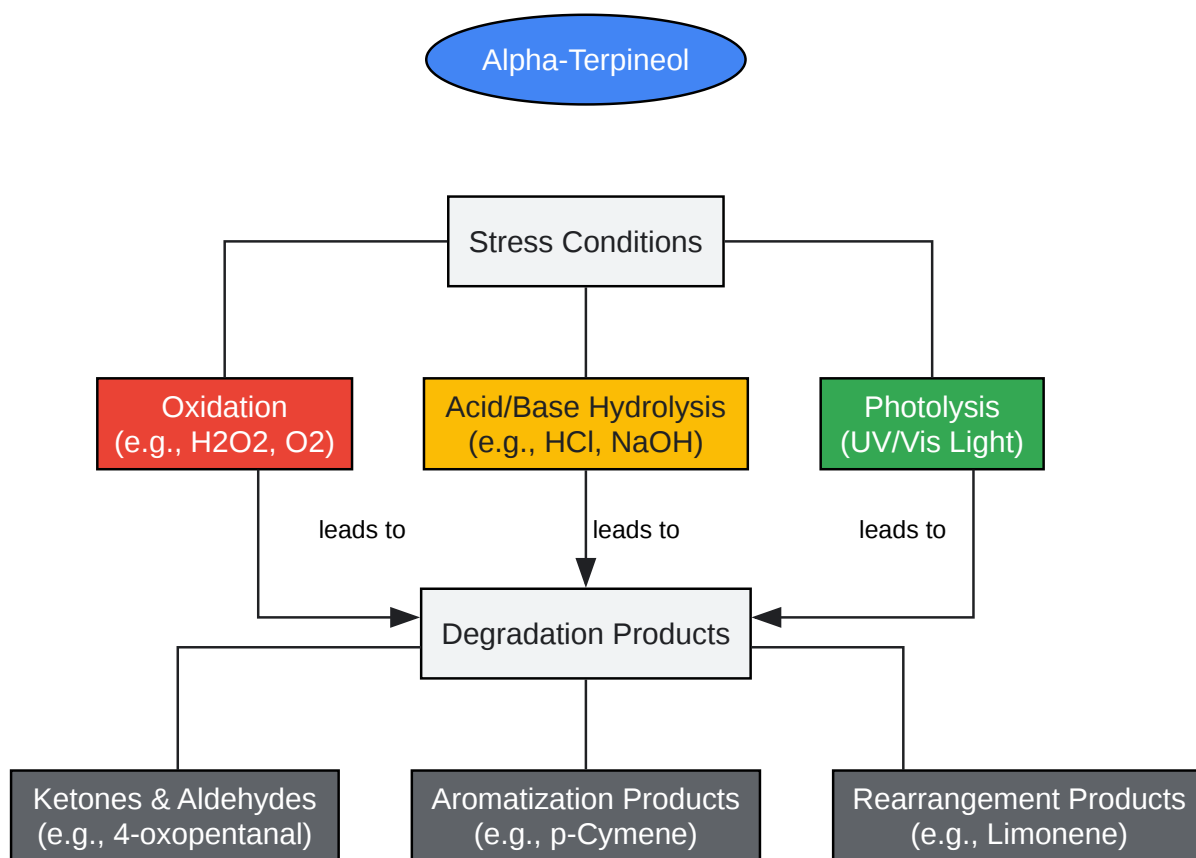 Alpha-Terpineol
Stress Conditions
Oxidation
(e.g., H2O2, O2)
Acid/Base Hydrolysis
(e.g., HCl, NaOH)
Photolysis
(UV/Vis Light)
leads to
leads to
leads to
Degradation Products
Ketones & Aldehydes
(e.g., 4-oxopentanal)
Aromatization Products
(e.g., p-Cymene)
Rearrangement Products
(e.g., Limonene)